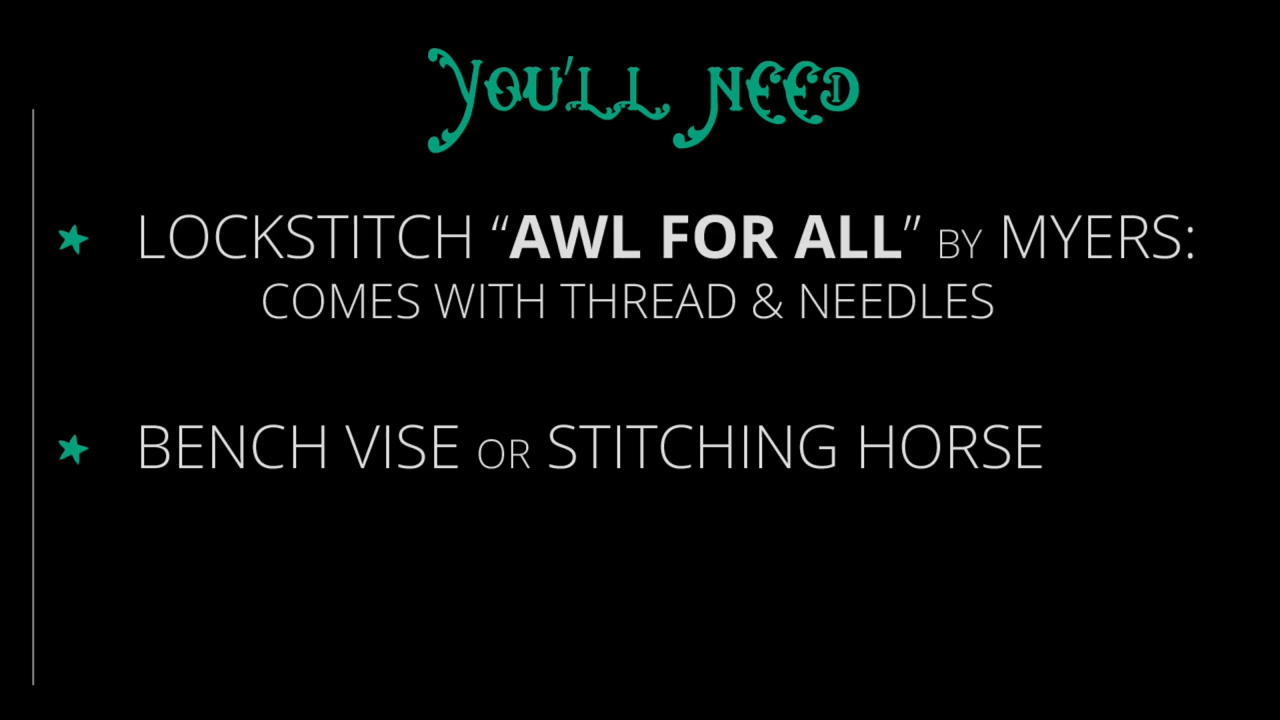 YOU'LL NEED
LOCKSTITCH “AWL FOR ALL” BY MYERS:
COMES WITH THREAD & NEEDLES
BENCH VISE OR STITCHING HORSE